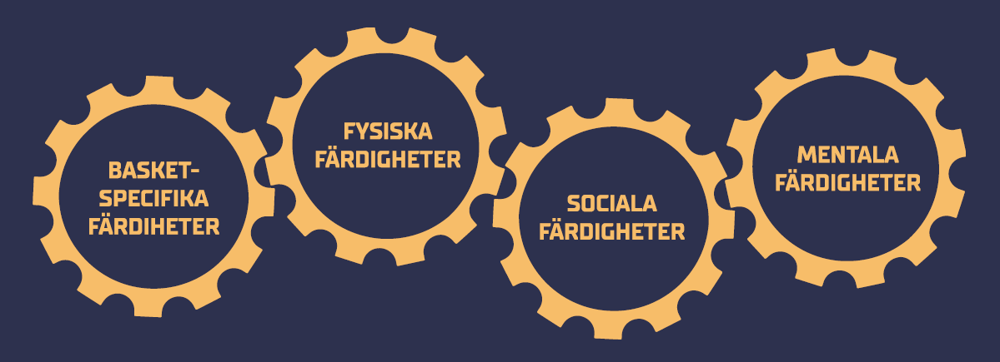 BASKET-
SPECIFIKA
FÄRDIHETER
FYSISKA
FÄRDIGHETER
SOCIALA
FÄRDIGHETER
MENTALA
FÄRDIGHETER